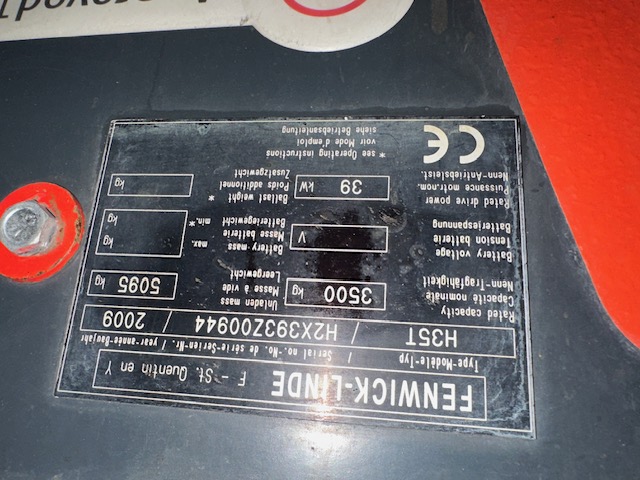 FENWICK-LINDE F - St. Quentin en Y
Type-Modèle-Typ / Serial no.-No. de série-Serien-Nr. / year-année-Baujahr
H35T / H2X393Z00944 / 2009
Rated capacity
Capacité nominale
Nenn-Tragfähigkeit
3500 kg
Unladen mass
Masse à vide
Leergewicht
5095 kg
Battery voltage
Tension batterie
Batteriespannung
V
Battery mass
Masse batterie
Batteriegewicht
max.
min.*
kg
kg
Rated drive power
Puissance motr.nom.
Nenn-Antriebsleist.
39 kW
Ballast weight *
Poids additionnel
Zusatzgewicht
kg
CE
* see Operating instructions
voir Mode d'emploi
siehe Betriebsanleitung